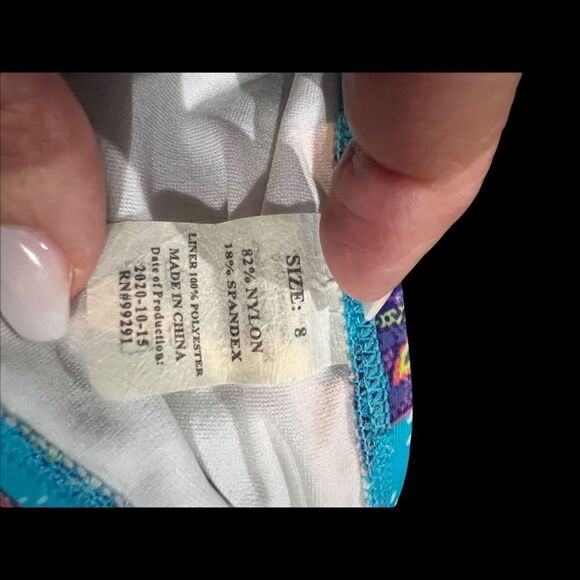 SIZE: 8
82% NYLON
18% SPANDEX
LINER 100% POLYESTER
MADE IN CHINA
Date of Production:
2020-10-15
RN#99291